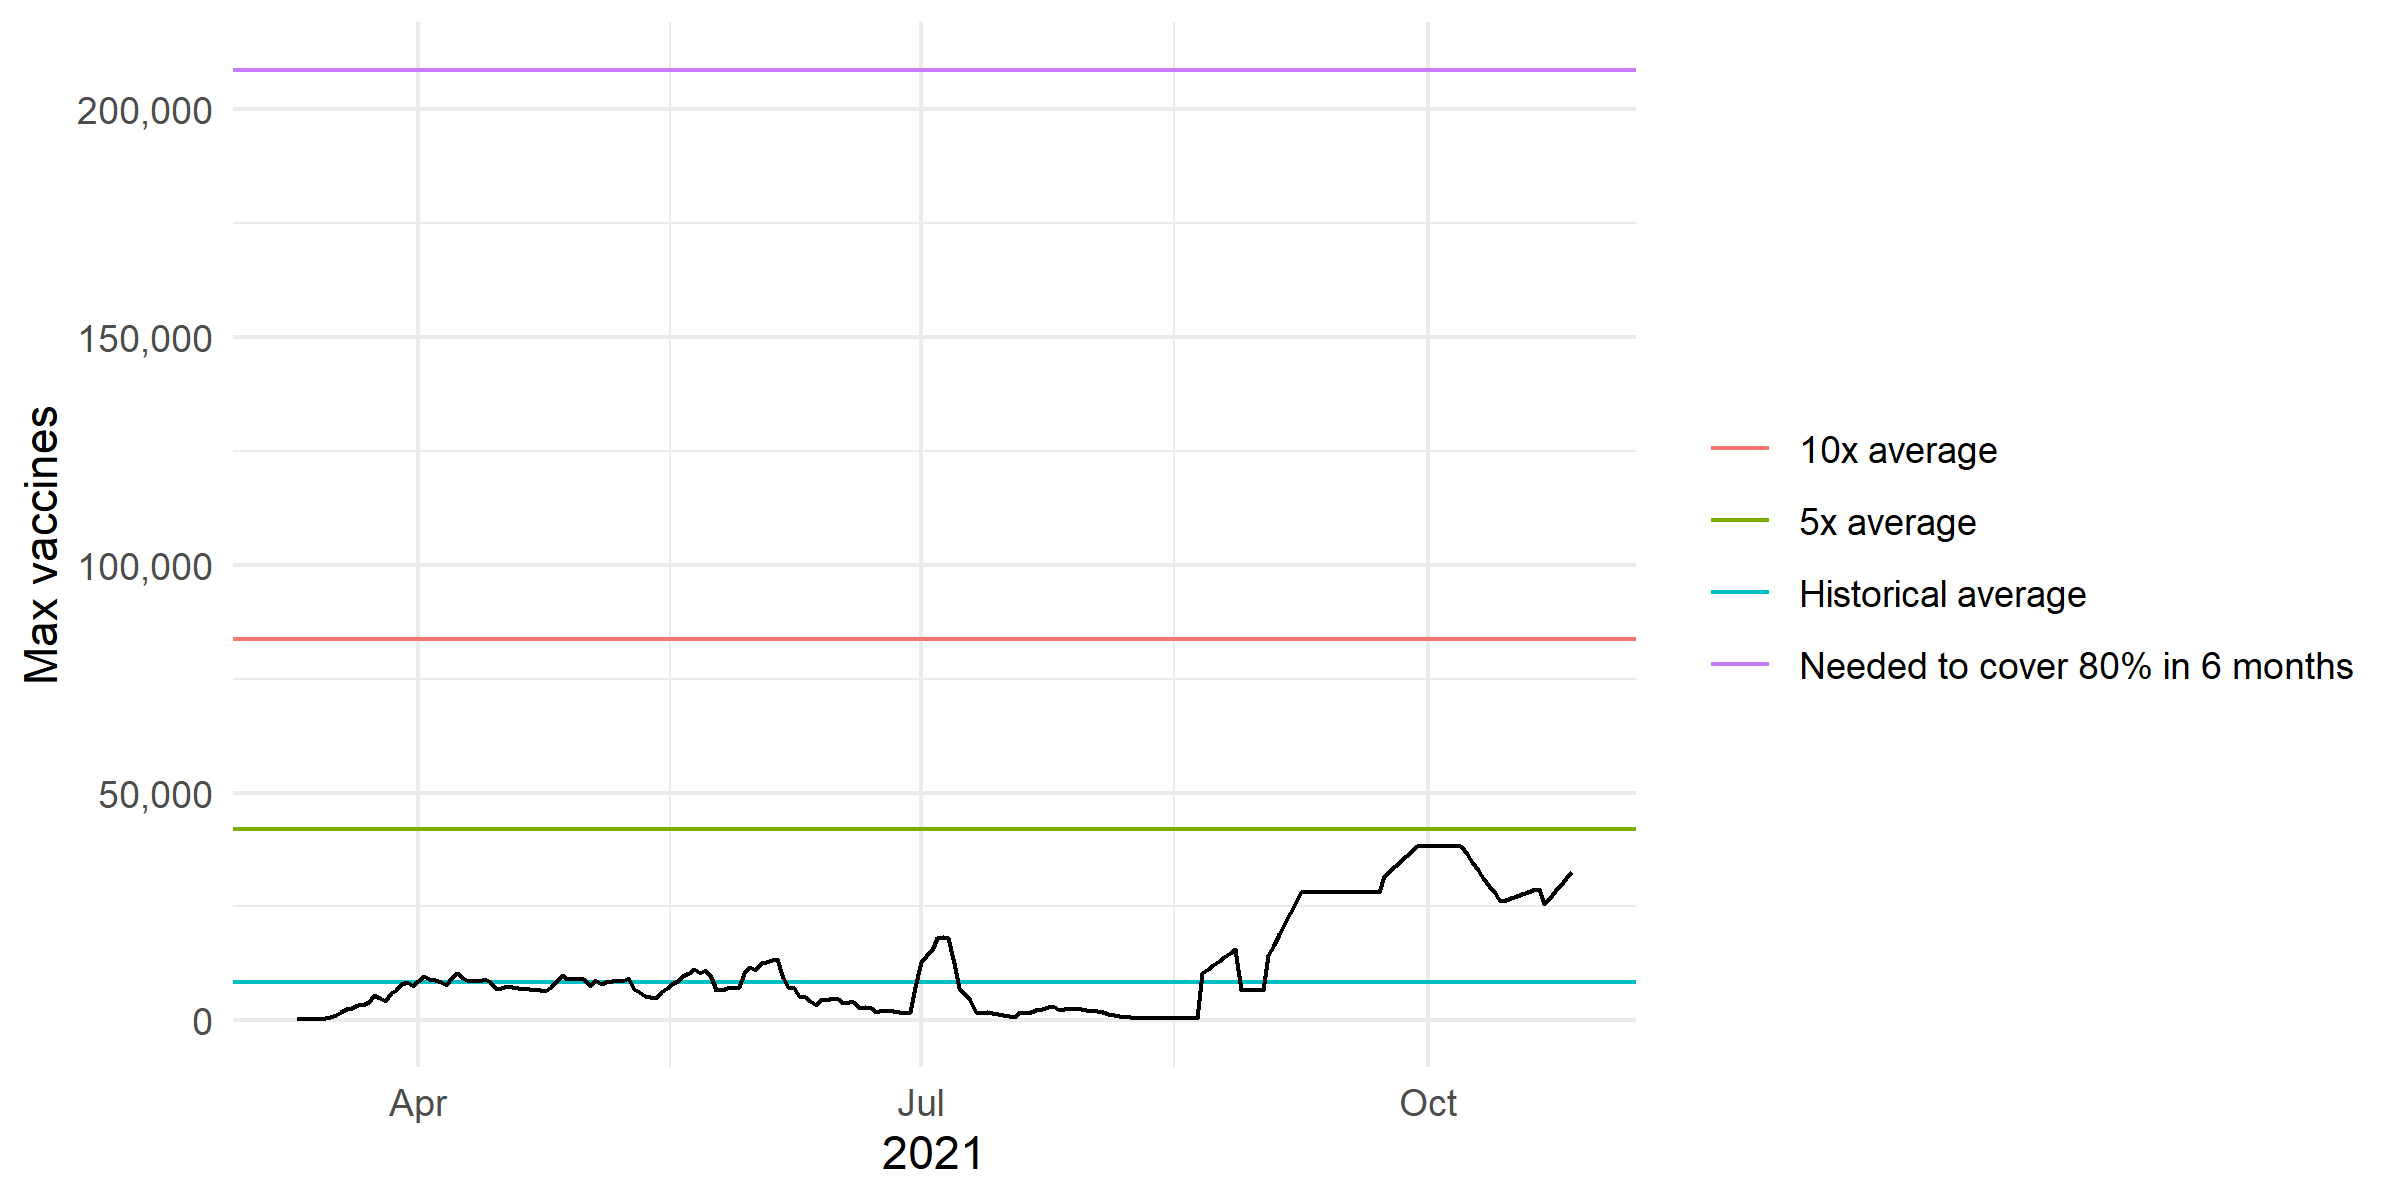 Max vaccines
200,000
150,000
100,000
50,000
0
Apr
Jul
Oct
2021
10x average
5x average
Historical average
Needed to cover 80% in 6 months